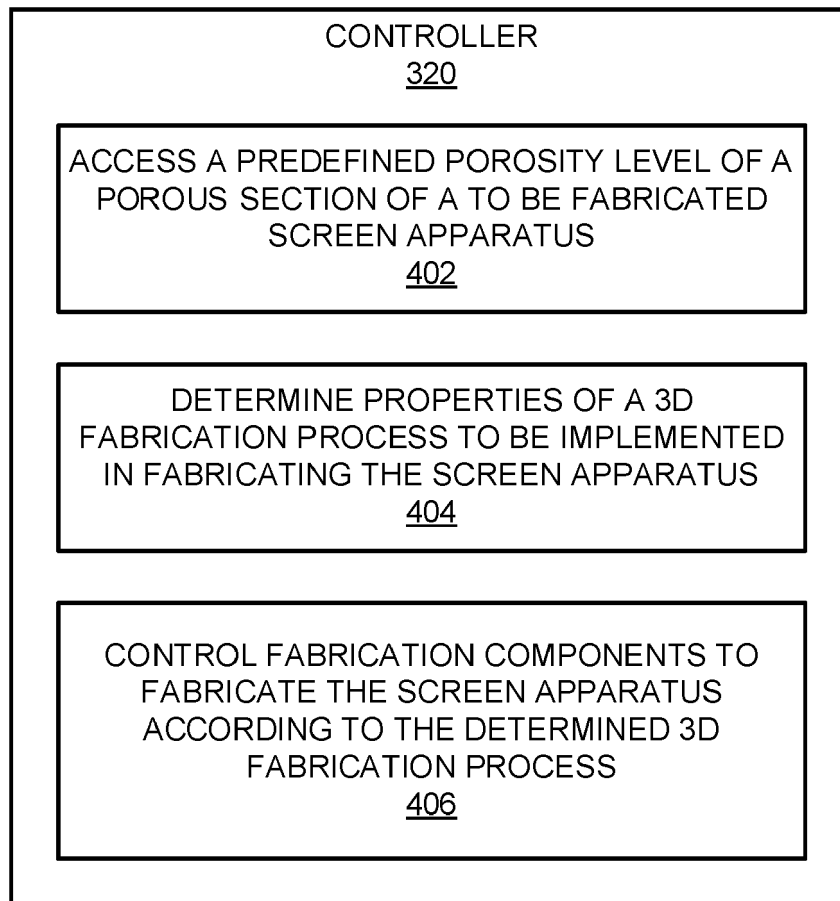 CONTROLLER
320
ACCESS A PREDEFINED POROSITY LEVEL OF A
POROUS SECTION OF A TO BE FABRICATED
SCREEN APPARATUS
402
DETERMINE PROPERTIES OF A 3D
FABRICATION PROCESS TO BE IMPLEMENTED
IN FABRICATING THE SCREEN APPARATUS
404
CONTROL FABRICATION COMPONENTS TO
FABRICATE THE SCREEN APPARATUS
ACCORDING TO THE DETERMINED 3D
FABRICATION PROCESS
406